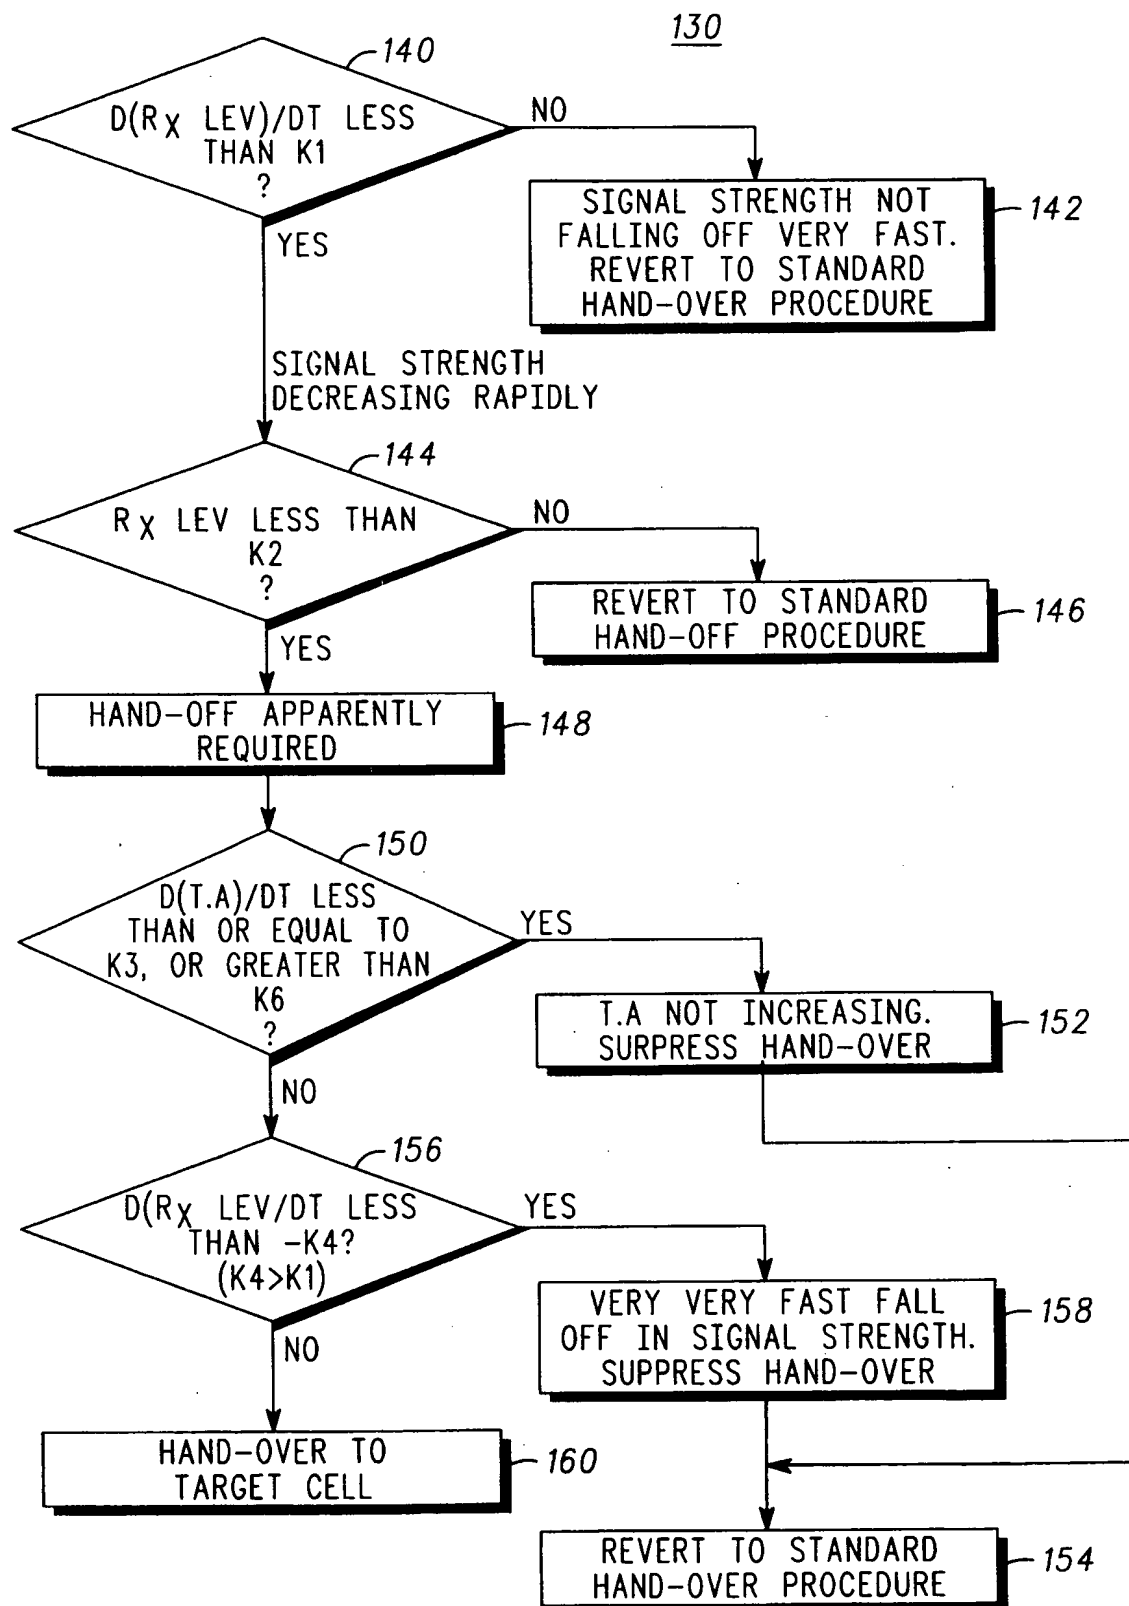 130
140
D(RX LEV)/DT LESS
THAN K1
?
NO
YES
SIGNAL STRENGTH NOT
FALLING OFF VERY FAST.
REVERT TO STANDARD
HAND-OVER PROCEDURE
142
SIGNAL STRENGTH
DECREASING RAPIDLY
144
RX LEV LESS THAN
K2
?
NO
YES
REVERT TO STANDARD
HAND-OFF PROCEDURE
146
HAND-OFF APPARENTLY
REQUIRED
148
150
D(T.A)/DT LESS
THAN OR EQUAL TO
K3, OR GREATER THAN
K6
?
YES
NO
T.A NOT INCREASING.
SURPRESS HAND-OVER
152
156
D(RX LEV/DT LESS
THAN -K4?
(K4>K1)
YES
NO
VERY VERY FAST FALL
OFF IN SIGNAL STRENGTH.
SUPPRESS HAND-OVER
158
HAND-OVER TO
TARGET CELL
160
REVERT TO STANDARD
HAND-OVER PROCEDURE
154